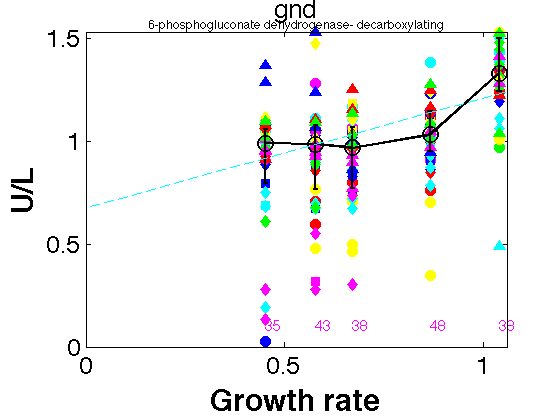 gnd
6-phosphogluconate dehydrogenase- decarboxylating
1.5
1
0.5
0
U/L
35 43 38 48 38
0 0.5 1
Growth rate